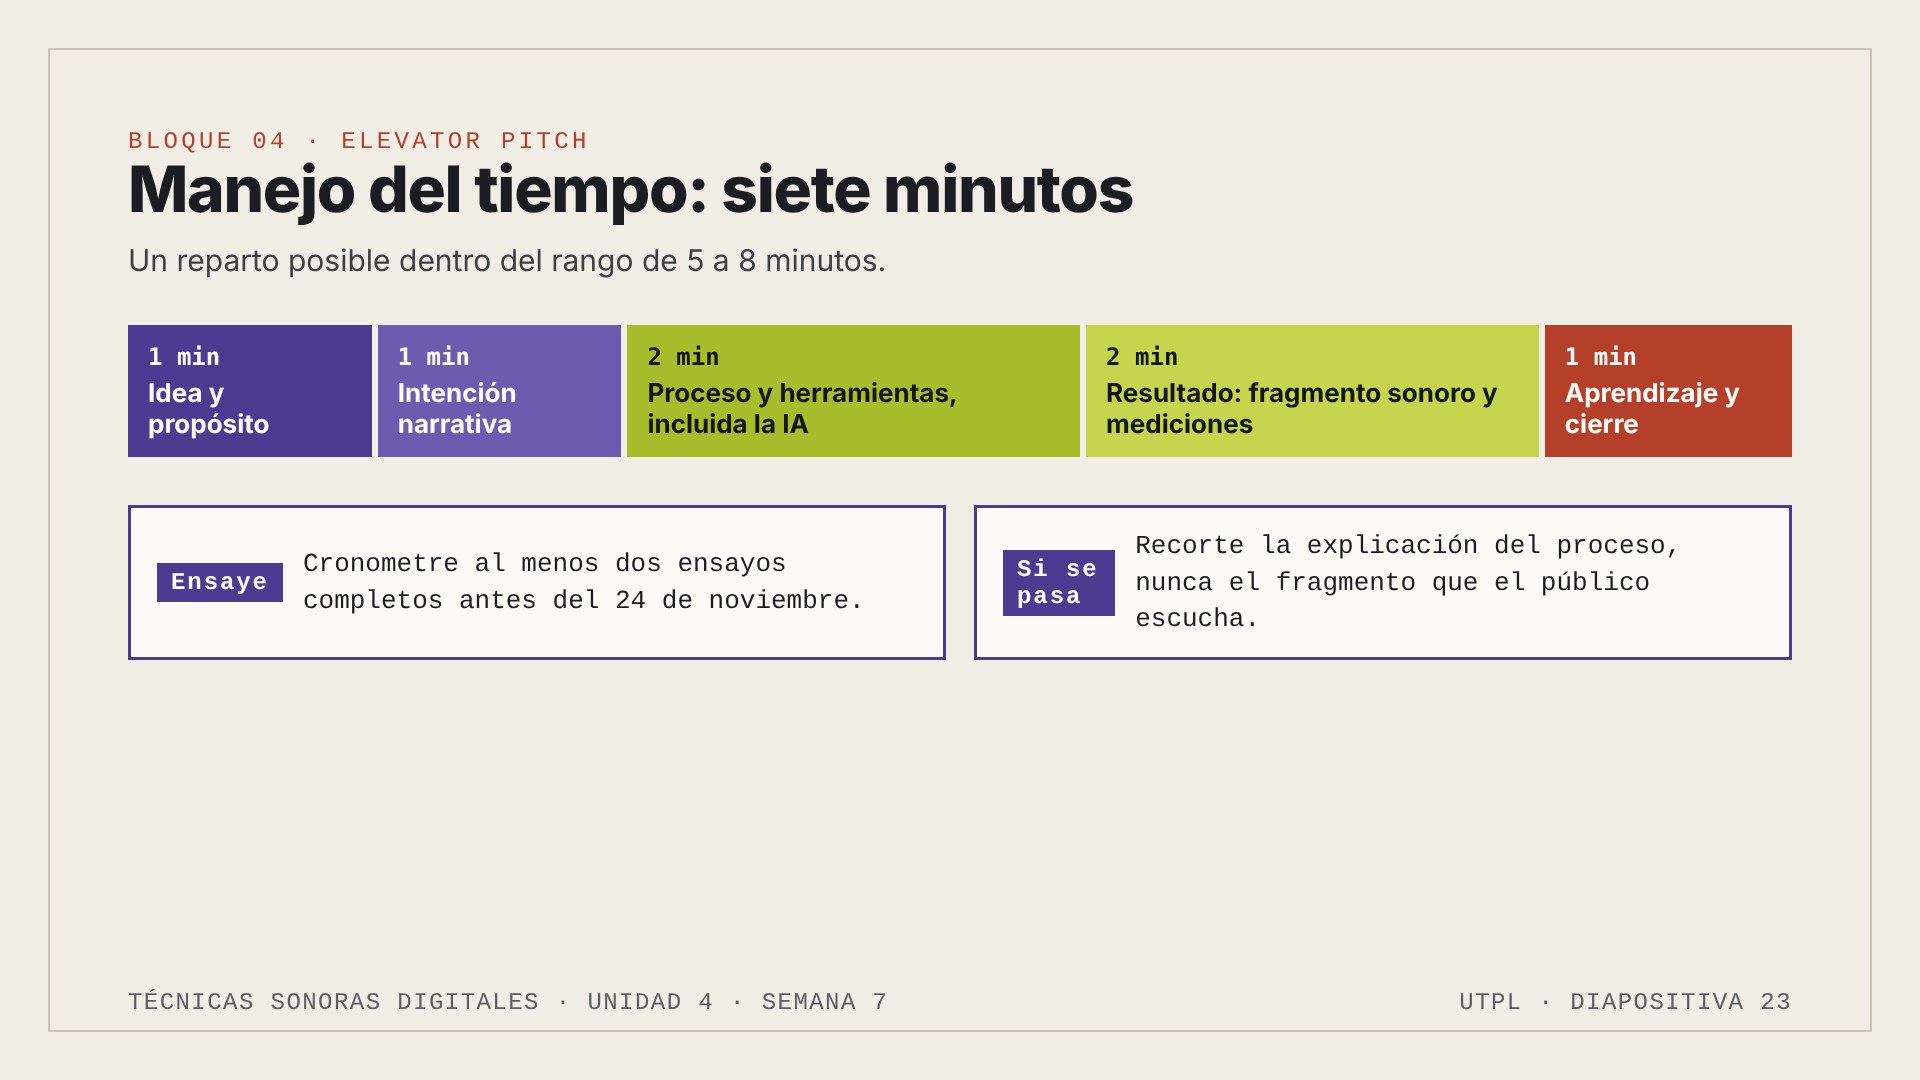 BLOQUE 04 · ELEVATOR PITCH
Manejo del tiempo: siete minutos
Un reparto posible dentro del rango de 5 a 8 minutos.
1 min
Idea y
propósito
1 min
Intención
narrativa
2 min
Proceso y herramientas,
incluida la IA
2 min
Resultado: fragmento sonoro y
mediciones
1 min
Aprendizaje y
cierre
Ensaye
Cronometre al menos dos ensayos
completos antes del 24 de noviembre.
Si se
pasa
Recorte la explicación del proceso,
nunca el fragmento que el público
escucha.
TÉCNICAS SONORAS DIGITALES · UNIDAD 4 · SEMANA 7
UTPL · DIAPOSITIVA 23